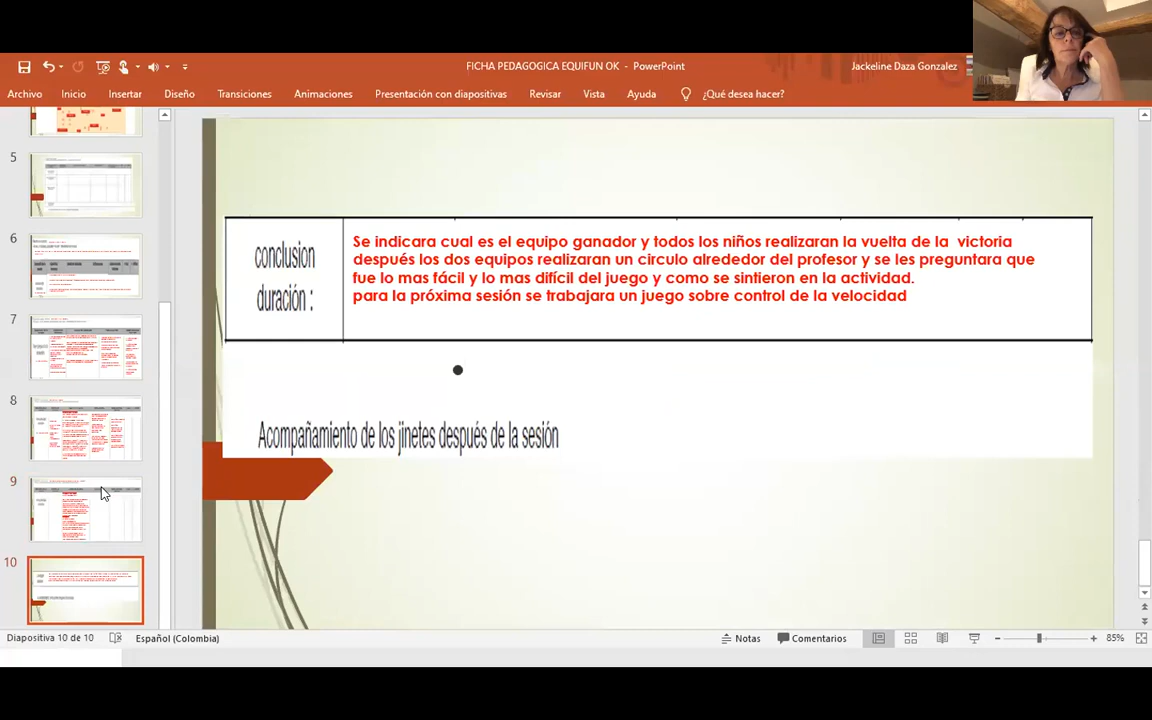 FICHA PEDAGOGICA EQUIFUN OK - PowerPoint
Jackeline Daza Gonzalez
Archivo Inicio Insertar Diseño Transiciones Animaciones Presentación con diapositivas Revisar Vista Ayuda ¿Qué desea hacer?
5
6
7
8
9
10
conclusion
duración :
Se indicara cual es el equipo ganador y todos los niños realizaran la vuelta de la victoria
después los dos equipos realizaran un circulo alrededor del profesor y se les preguntara que
fue lo mas fácil y lo mas difícil del juego y como se sintieron en la actividad.
para la próxima sesión se trabajara un juego sobre control de la velocidad
Acompañamiento de los jinetes después de la sesión
Diapositiva 10 de 10 Español (Colombia) Notas Comentarios 85%